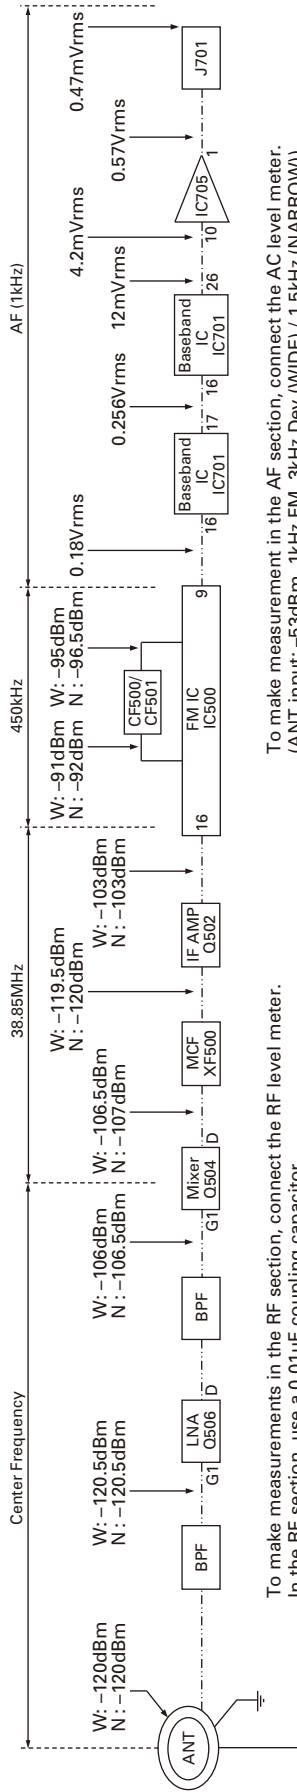 Center Frequency
38.85MHz
450kHz
AF (1kHz)
W: –120dBm
N : –120dBm
W: –120.5dBm
N : –120.5dBm
W: –106dBm
N : –106.5dBm
W: –106.5dBm
N : –107dBm
W: –119.5dBm
N : –120dBm
W: –103dBm
N : –103dBm
W: –91dBm
N : –92dBm
W: –95dBm
N : –96.5dBm
0.18Vrms
0.256Vrms
12mVrms
4.2mVrms
0.57Vrms
0.47mVrms
ANT
BPF
G1
LNA
Q506
D
BPF
G1
Mixer
Q504
D
MCF
XF500
IF AMP
Q502
16
FM IC
IC500
9
CF500/
CF501
16
Baseband
IC
IC701
17
16
Baseband
IC
IC701
26
10
IC705
1
J701
To make measurements in the RF section, connect the RF level meter.
In the RF section, use a 0.01µF coupling capacitor.
To make measurement in the AF section, connect the AC level meter.
(ANT input: –53dBm, 1kHz FM, 3kHz Dev (WIDE) / 1.5kHz (NARROW))